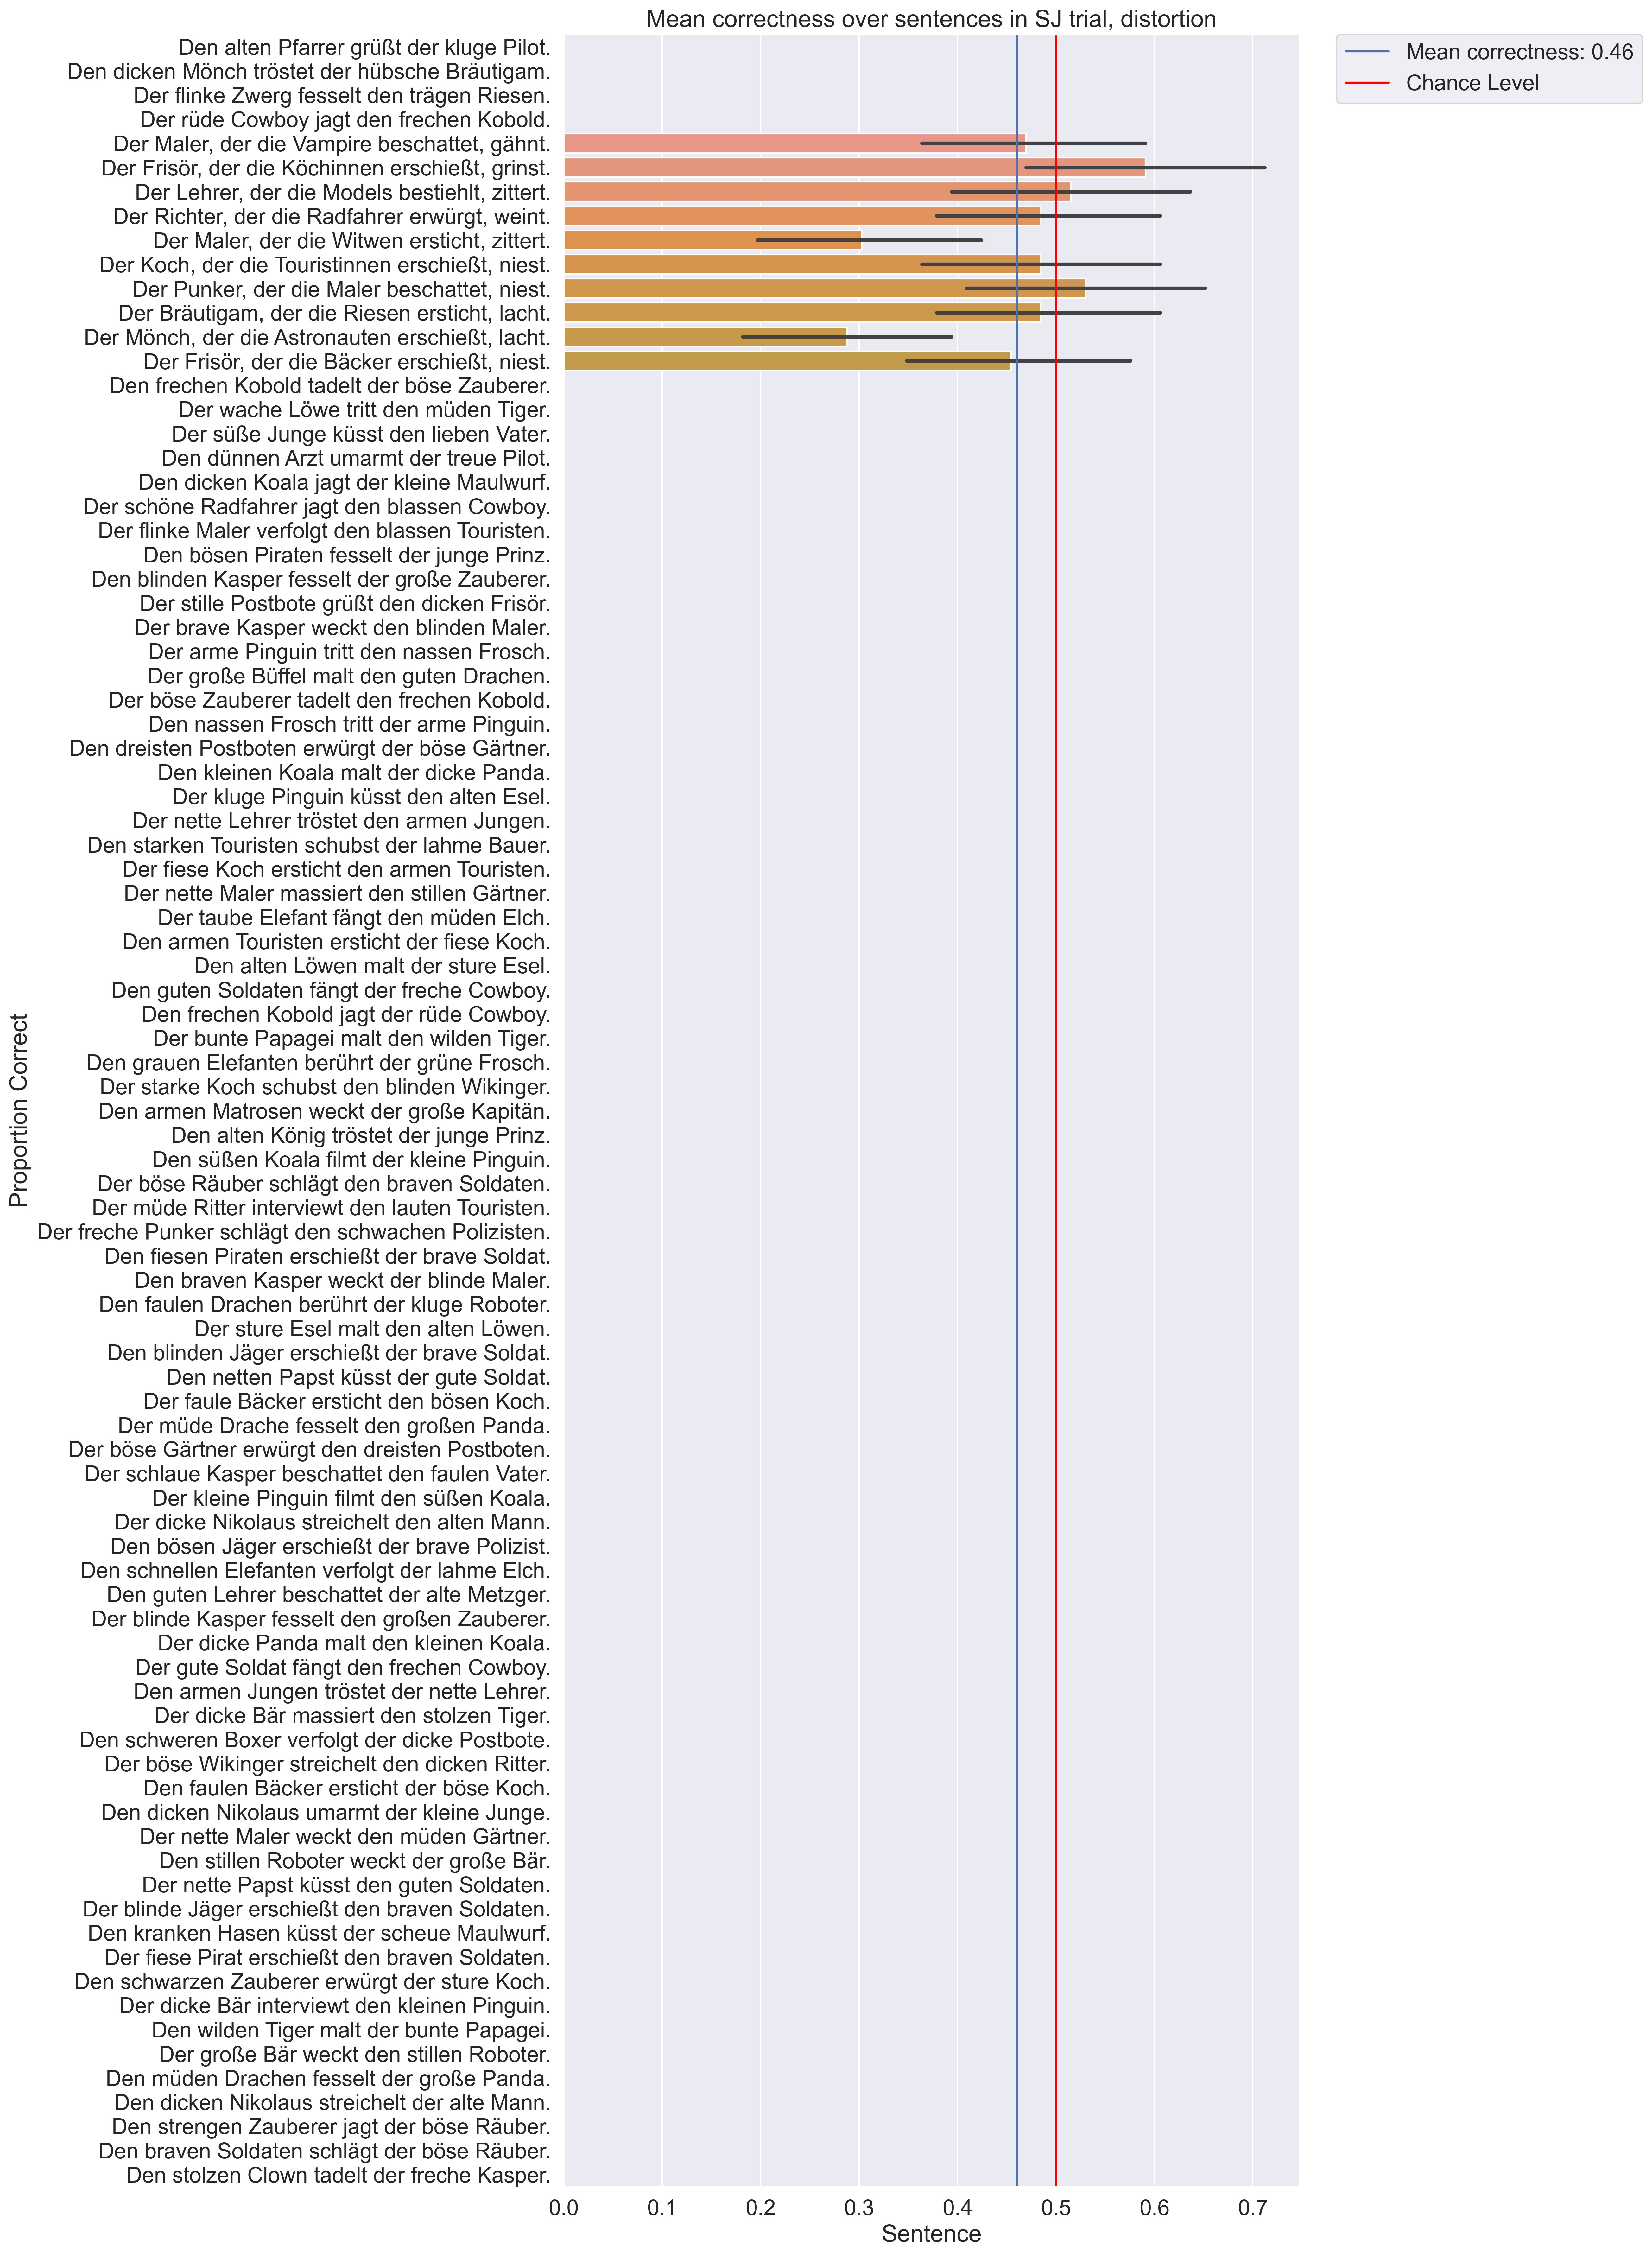 Mean correctness over sentences in SJ trial, distortion
Mean correctness: 0.46
Chance Level
Den alten Pfarrer grüßt der kluge Pilot.
Den dicken Mönch tröstet der hübsche Bräutigam.
Der flinke Zwerg fesselt den trägen Riesen.
Der rüde Cowboy jagt den frechen Kobold.
Der Maler, der die Vampire beschattet, gähnt.
Der Frisör, der die Köchinnen erschießt, grinst.
Der Lehrer, der die Models bestiehlt, zittert.
Der Richter, der die Radfahrer erwürgt, weint.
Der Maler, der die Witwen ersticht, zittert.
Der Koch, der die Touristinnen erschießt, niest.
Der Punker, der die Maler beschattet, niest.
Der Bräutigam, der die Riesen ersticht, lacht.
Der Mönch, der die Astronauten erschießt, lacht.
Der Frisör, der die Bäcker erschießt, niest.
Den frechen Kobold tadelt der böse Zauberer.
Der wache Löwe tritt den müden Tiger.
Der süße Junge küsst den lieben Vater.
Den dünnen Arzt umarmt der treue Pilot.
Den dicken Koala jagt der kleine Maulwurf.
Der schöne Radfahrer jagt den blassen Cowboy.
Der flinke Maler verfolgt den blassen Touristen.
Den bösen Piraten fesselt der junge Prinz.
Den blinden Kasper fesselt der große Zauberer.
Der stille Postbote grüßt den dicken Frisör.
Der brave Kasper weckt den blinden Maler.
Der arme Pinguin tritt den nassen Frosch.
Der große Büffel malt den guten Drachen.
Der böse Zauberer tadelt den frechen Kobold.
Den nassen Frosch tritt der arme Pinguin.
Den dreisten Postboten erwürgt der böse Gärtner.
Den kleinen Koala malt der dicke Panda.
Der kluge Pinguin küsst den alten Esel.
Der nette Lehrer tröstet den armen Jungen.
Den starken Touristen schubst der lahme Bauer.
Der fiese Koch ersticht den armen Touristen.
Der nette Maler massiert den stillen Gärtner.
Der taube Elefant fängt den müden Elch.
Den armen Touristen ersticht der fiese Koch.
Den alten Löwen malt der sture Esel.
Den guten Soldaten fängt der freche Cowboy.
Den frechen Kobold jagt der rüde Cowboy.
Der bunte Papagei malt den wilden Tiger.
Den grauen Elefanten berührt der grüne Frosch.
Der starke Koch schubst den blinden Wikinger.
Den armen Matrosen weckt der große Kapitän.
Den alten König tröstet der junge Prinz.
Den süßen Koala filmt der kleine Pinguin.
Der böse Räuber schlägt den braven Soldaten.
Der müde Ritter interviewt den lauten Touristen.
Der freche Punker schlägt den schwachen Polizisten.
Den fiesen Piraten erschießt der brave Soldat.
Den braven Kasper weckt der blinde Maler.
Den faulen Drachen berührt der kluge Roboter.
Der sture Esel malt den alten Löwen.
Den blinden Jäger erschießt der brave Soldat.
Den netten Papst küsst der gute Soldat.
Der faule Bäcker ersticht den bösen Koch.
Der müde Drache fesselt den großen Panda.
Der böse Gärtner erwürgt den dreisten Postboten.
Der schlaue Kasper beschattet den faulen Vater.
Der kleine Pinguin filmt den süßen Koala.
Der dicke Nikolaus streichelt den alten Mann.
Den bösen Jäger erschießt der brave Polizist.
Den schnellen Elefanten verfolgt der lahme Elch.
Den guten Lehrer beschattet der alte Metzger.
Der blinde Kasper fesselt den großen Zauberer.
Der dicke Panda malt den kleinen Koala.
Der gute Soldat fängt den frechen Cowboy.
Den armen Jungen tröstet der nette Lehrer.
Der dicke Bär massiert den stolzen Tiger.
Den schweren Boxer verfolgt der dicke Postbote.
Der böse Wikinger streichelt den dicken Ritter.
Den faulen Bäcker ersticht der böse Koch.
Den dicken Nikolaus umarmt der kleine Junge.
Der nette Maler weckt den müden Gärtner.
Den stillen Roboter weckt der große Bär.
Der nette Papst küsst den guten Soldaten.
Der blinde Jäger erschießt den braven Soldaten.
Den kranken Hasen küsst der scheue Maulwurf.
Der fiese Pirat erschießt den braven Soldaten.
Den schwarzen Zauberer erwürgt der sture Koch.
Der dicke Bär interviewt den kleinen Pinguin.
Den wilden Tiger malt der bunte Papagei.
Der große Bär weckt den stillen Roboter.
Den müden Drachen fesselt der große Panda.
Den dicken Nikolaus streichelt der alte Mann.
Den strengen Zauberer jagt der böse Räuber.
Den braven Soldaten schlägt der böse Räuber.
Den stolzen Clown tadelt der freche Kasper.
Proportion Correct
0.0 0.1 0.2 0.3 0.4 0.5 0.6 0.7
Sentence